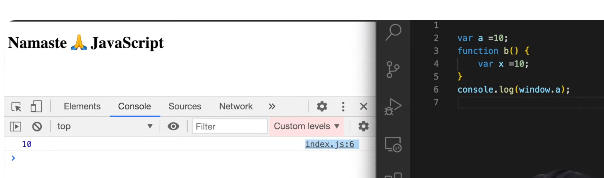 Namaste 🙏 JavaScript
Elements Console Sources Network »
top Filter Custom levels
10 index.js:6
>
1
2 var a =10;
3 function b() {
4 var x =10;
5 }
6 console.log(window.a);
7